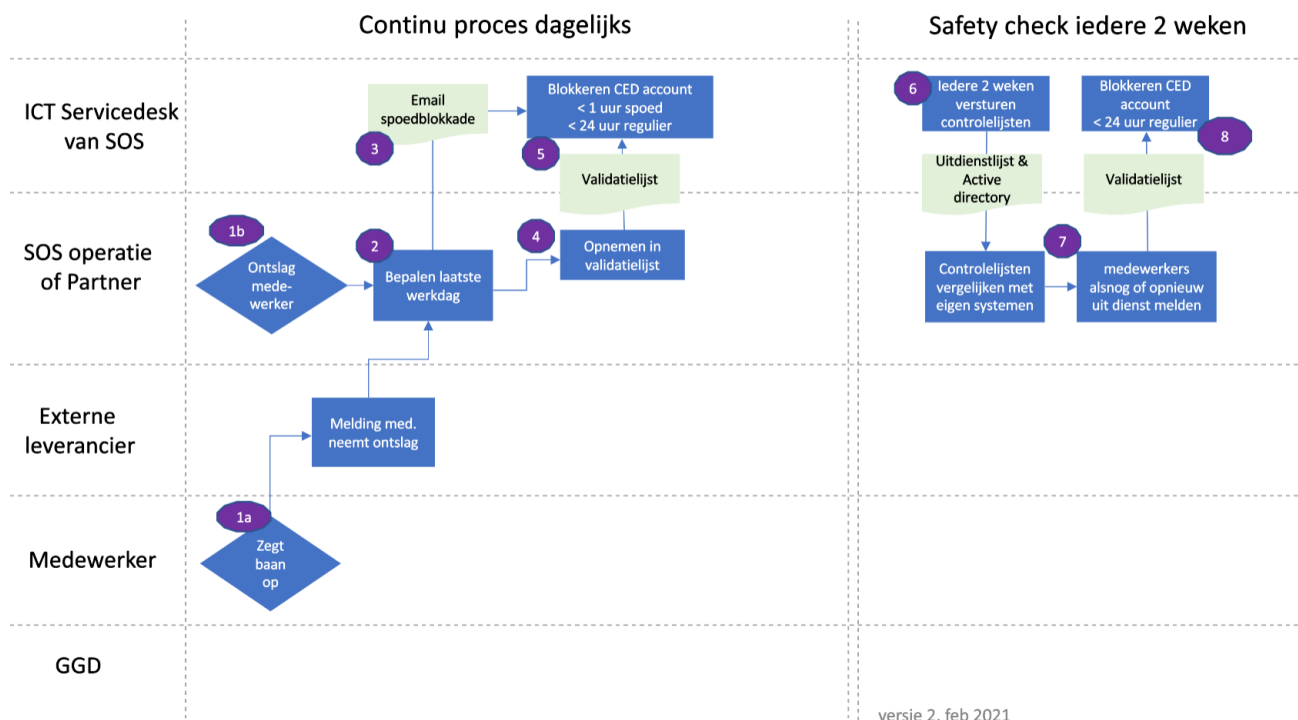 Continu proces dagelijks
Safety check iedere 2 weken
ICT Servicedesk
van SOS
Email
spoedblokkade
3
Blokkeren CED account
< 1 uur spoed
< 24 uur regulier
5
Validatielijst
6
Iedere 2 weken
versturen
controlelijsten
Uitdienstlijst &
Active
directory
Blokkeren CED
account
< 24 uur regulier
8
Validatielijst
SOS operatie
of Partner
1b
Ontslag
mede-
werker
2
Bepalen laatste
werkdag
4
Opnemen in
validatielijst
Controlelijsten
vergelijken met
eigen systemen
7
medewerkers
alsnog of opnieuw
uit dienst melden
Externe
leverancier
Melding med.
neemt ontslag
Medewerker
1a
Zegt
baan
op
GGD
versie 2, feb 2021